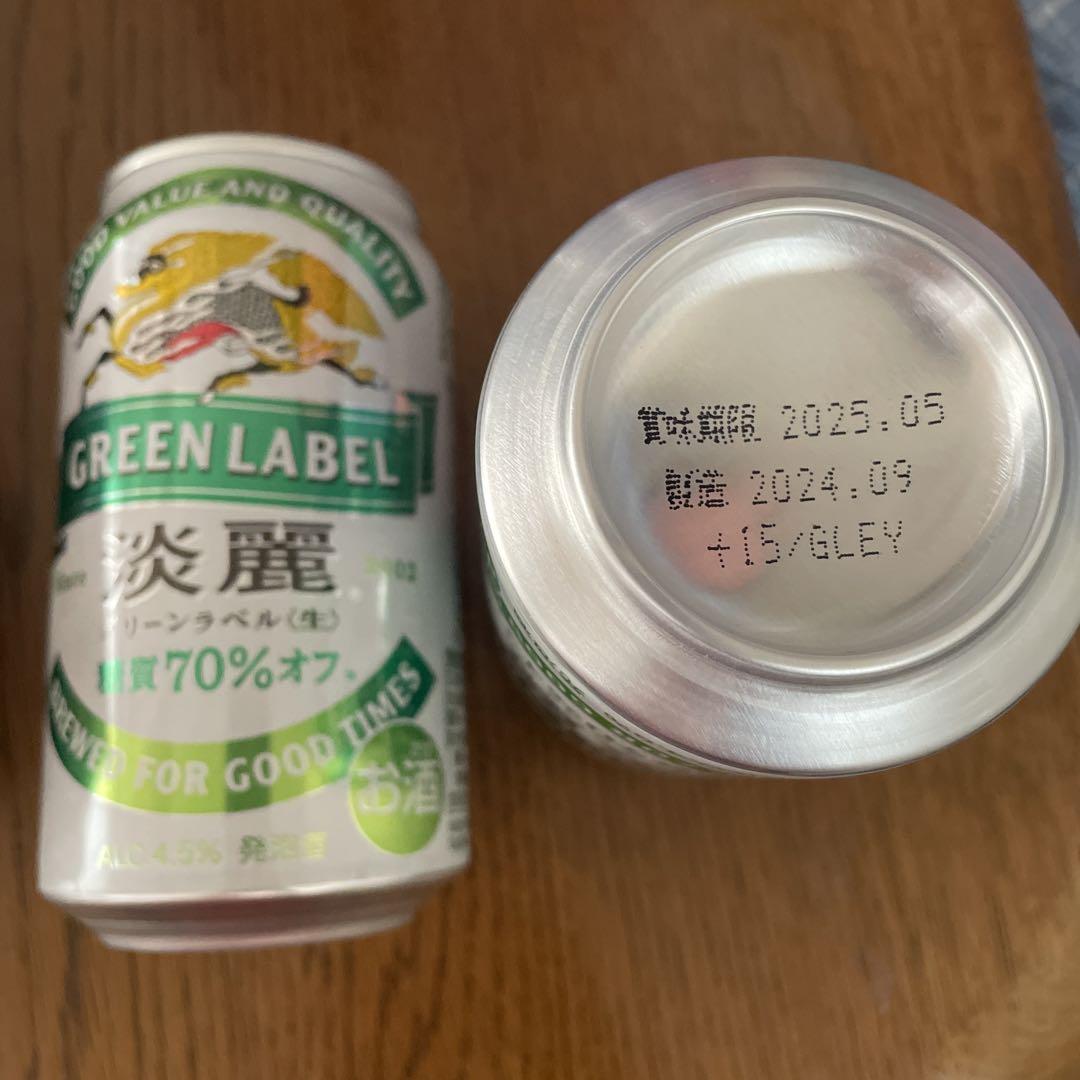 GOOD VALUE AND QUALITY
GREEN LABEL
淡麗
グリーンラベル〈生〉
糖質70%オフ。
BREWED FOR GOOD TIMES
お酒
ALC.4.5% 発泡酒
賞味期限 2025.05
製造 2024.09
+15/GLEY